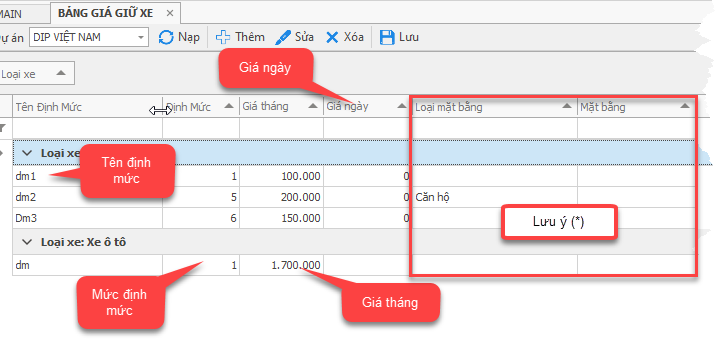 MAIN BẢNG GIÁ GIỮ XE
Dự án DIP VIỆT NAM Nạp Thêm Sửa Xóa Lưu
Loại xe
Giá ngày
Tên Định Mức Định Mức Giá tháng Giá ngày Loại mặt bằng Mặt bằng
Loại xe
Tên định
mức
dm1 1 100.000 0
dm2 5 200.000 0 Căn hộ
Dm3 6 150.000 0
Lưu ý (*)
Loại xe: Xe ô tô
dm 1 1.700.000
Mức định
mức
Giá tháng